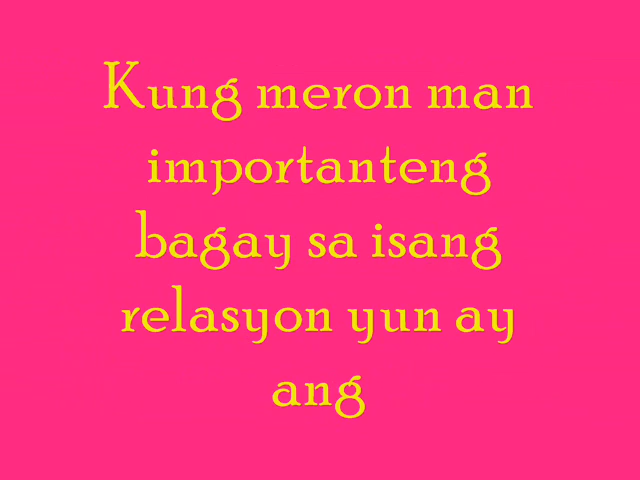 Kung meron man
importanteng
bagay sa isang
relasyon yun ay
ang